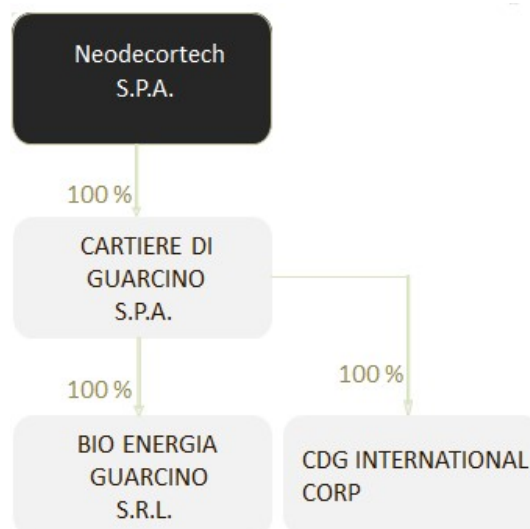 Neodecortech
S.P.A.
100 %
CARTIERE DI
GUARCINO
S.P.A.
100 %
100 %
BIO ENERGIA
GUARCINO
S.R.L.
CDG INTERNATIONAL
CORP